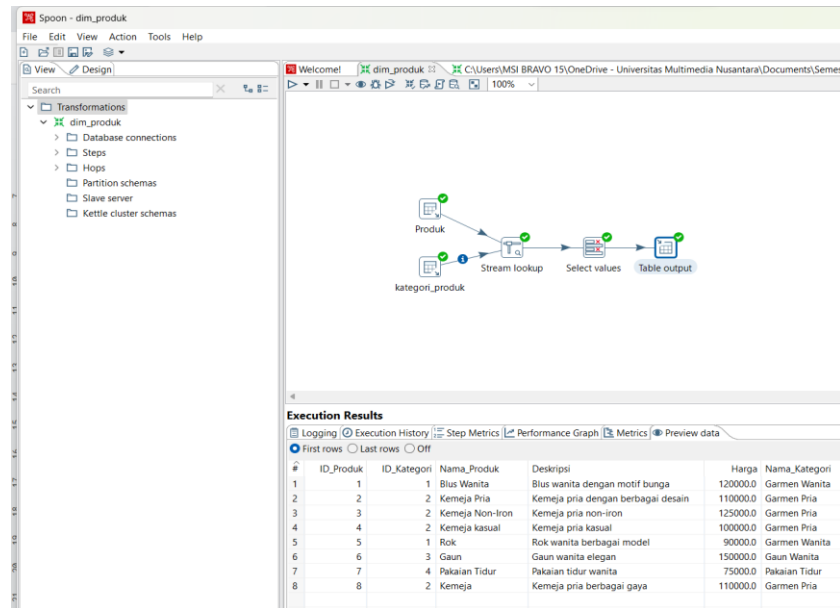 Spoon - dim_produk
File Edit View Action Tools Help
View Design
Welcome! dim_produk C:\Users\MSI BRAVO 15\OneDrive - Universitas Multimedia Nusantara\Documents\Semes
Search
100%
Transformations
dim_produk
Database connections
Steps
Hops
Partition schemas
Slave server
Kettle cluster schemas
Produk
kategori_produk
Stream lookup
Select values
Table output
Execution Results
Logging Execution History Step Metrics Performance Graph Metrics Preview data
First rows Last rows Off
# ID_Produk ID_Kategori Nama_Produk Deskripsi Harga Nama_Kategori
1 1 1 Blus Wanita Blus wanita dengan motif bunga 120000.0 Garmen Wanita
2 2 2 Kemeja Pria Kemeja pria dengan berbagai desain 110000.0 Garmen Pria
3 3 2 Kemeja Non-Iron Kemeja pria non-iron 125000.0 Garmen Pria
4 4 2 Kemeja kasual Kemeja pria kasual 100000.0 Garmen Pria
5 5 1 Rok Rok wanita berbagai model 90000.0 Garmen Wanita
6 6 3 Gaun Gaun wanita elegan 150000.0 Gaun Wanita
7 7 4 Pakaian Tidur Pakaian tidur wanita 75000.0 Pakaian Tidur
8 8 2 Kemeja Kemeja pria berbagai gaya 110000.0 Garmen Pria